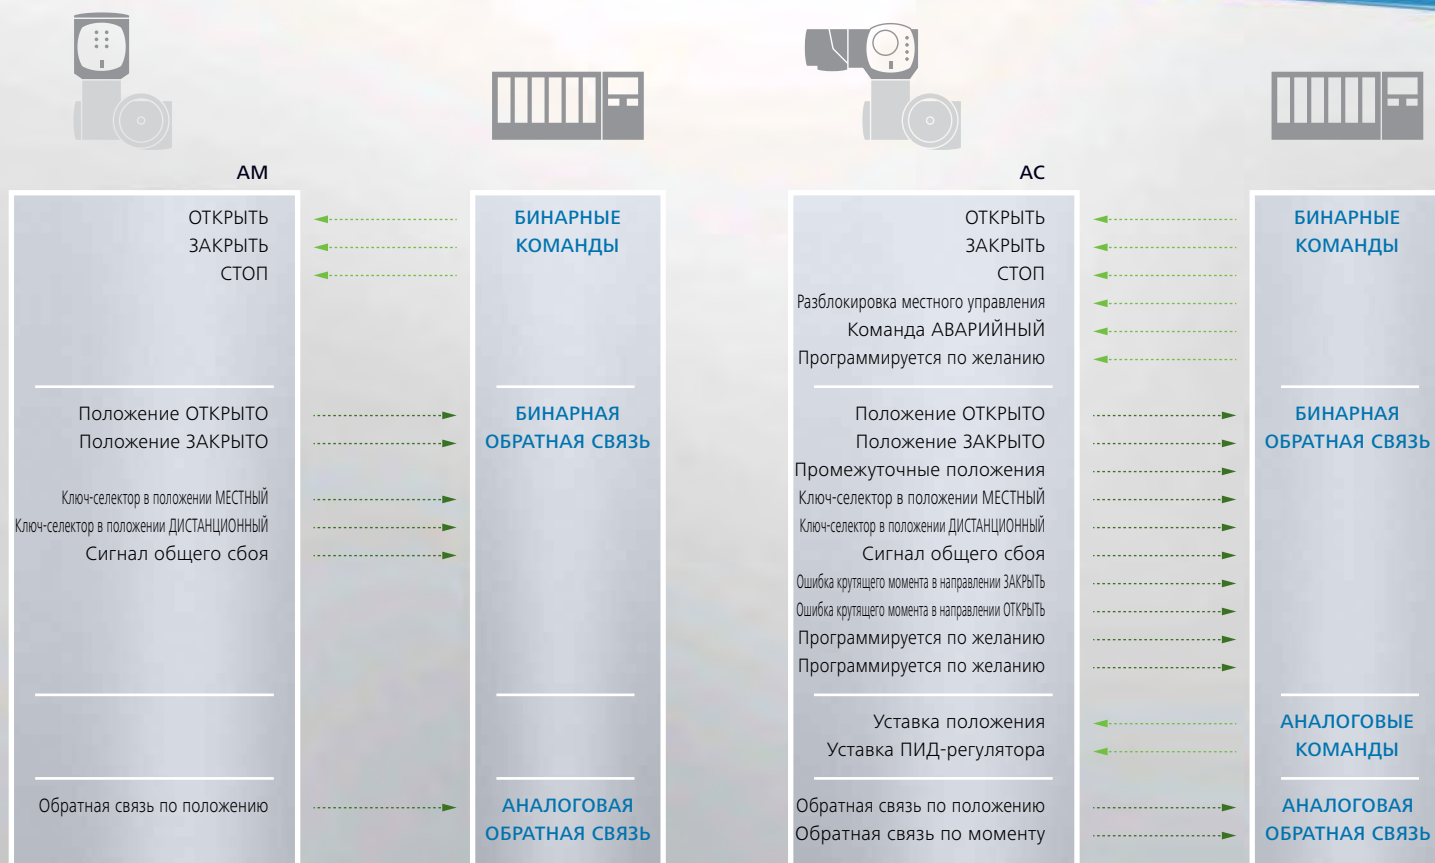 AM
ОТКРЫТЬ
ЗАКРЫТЬ
СТОП
БИНАРНЫЕ
КОМАНДЫ
Положение ОТКРЫТО
Положение ЗАКРЫТО
Ключ-селектор в положении МЕСТНЫЙ
Ключ-селектор в положении ДИСТАНЦИОННЫЙ
Сигнал общего сбоя
БИНАРНАЯ
ОБРАТНАЯ СВЯЗЬ
Обратная связь по положению
АНАЛОГОВАЯ
ОБРАТНАЯ СВЯЗЬ
AC
ОТКРЫТЬ
ЗАКРЫТЬ
СТОП
Разблокировка местного управления
Команда АВАРИЙНЫЙ
Программируется по желанию
БИНАРНЫЕ
КОМАНДЫ
Положение ОТКРЫТО
Положение ЗАКРЫТО
Промежуточные положения
Ключ-селектор в положении МЕСТНЫЙ
Ключ-селектор в положении ДИСТАНЦИОННЫЙ
Сигнал общего сбоя
Ошибка крутящего момента в направлении ЗАКРЫТЬ
Ошибка крутящего момента в направлении ОТКРЫТЬ
Программируется по желанию
Программируется по желанию
БИНАРНАЯ
ОБРАТНАЯ СВЯЗЬ
Уставка положения
Уставка ПИД-регулятора
АНАЛОГОВЫЕ
КОМАНДЫ
Обратная связь по положению
Обратная связь по моменту
АНАЛОГОВАЯ
ОБРАТНАЯ СВЯЗЬ